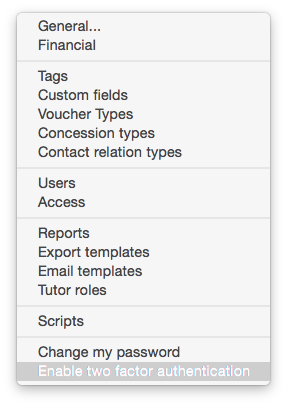 General...
Financial
Tags
Custom fields
Voucher Types
Concession types
Contact relation types
Users
Access
Reports
Export templates
Email templates
Tutor roles
Scripts
Change my password
Enable two factor authentication